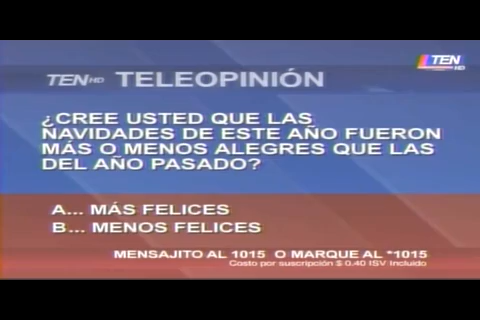 TEN HD
TEN HD TELEOPINIÓN
¿CREE USTED QUE LAS
NAVIDADES DE ESTE AÑO FUERON
MÁS O MENOS ALEGRES QUE LAS
DEL AÑO PASADO?
A... MÁS FELICES
B... MENOS FELICES
MENSAJITO AL 1015 O MARQUE AL *1015
Costo por suscripción $ 0.40 ISV Incluido